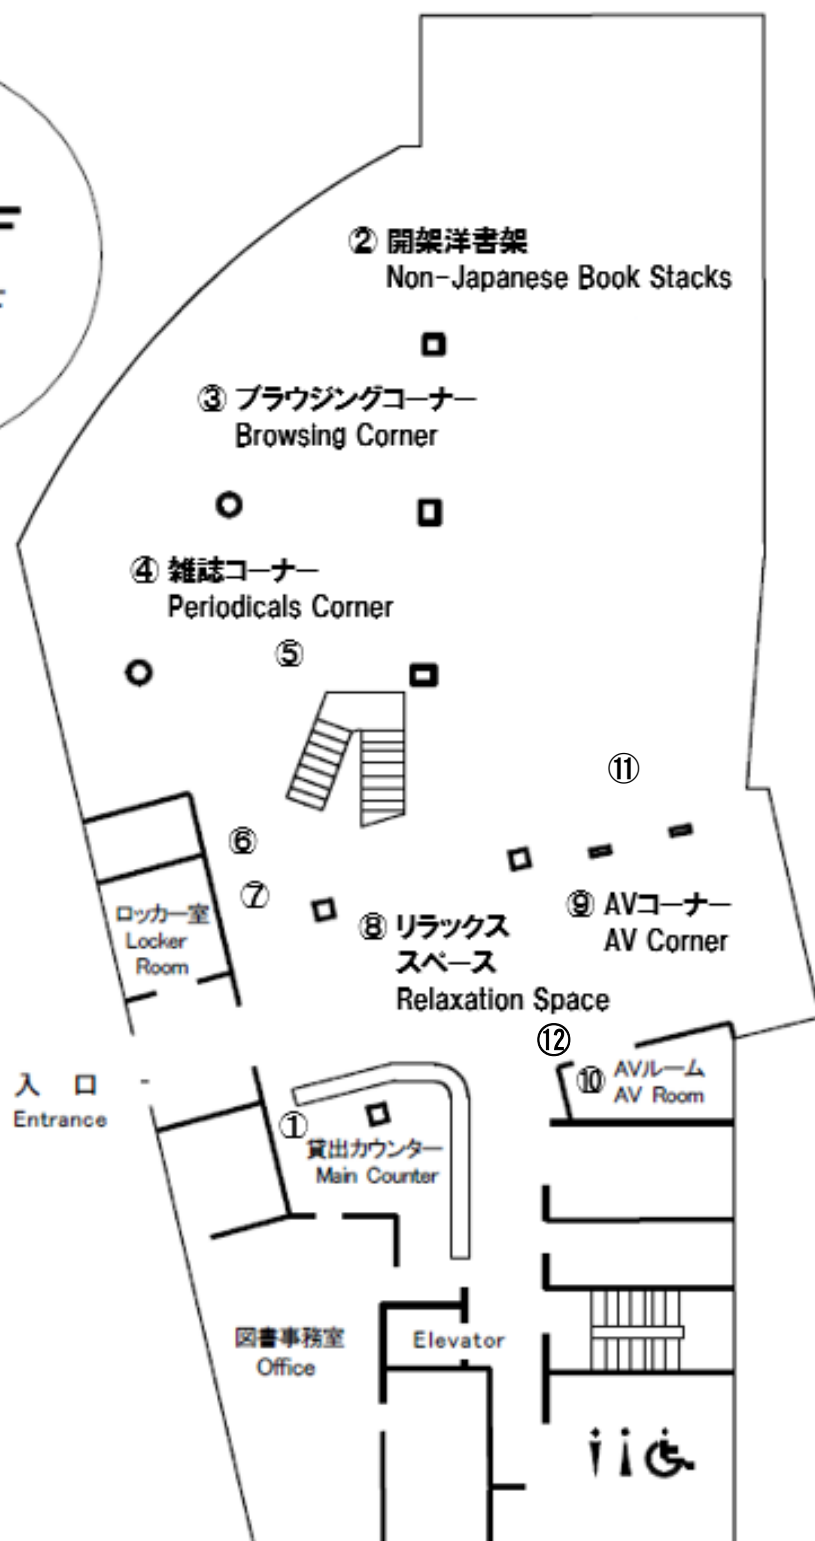 ② 開架洋書架
Non-Japanese Book Stacks
③ ブラウジングコーナー
Browsing Corner
④ 雑誌コーナー
Periodicals Corner
⑤
⑪
⑥
⑦
ロッカー室
Locker
Room
⑧ リラックス
スペース
Relaxation Space
⑨ AVコーナー
AV Corner
⑫
⑩ AVルーム
AV Room
入 口
Entrance
①
貸出カウンター
Main Counter
図書事務室
Office
Elevator